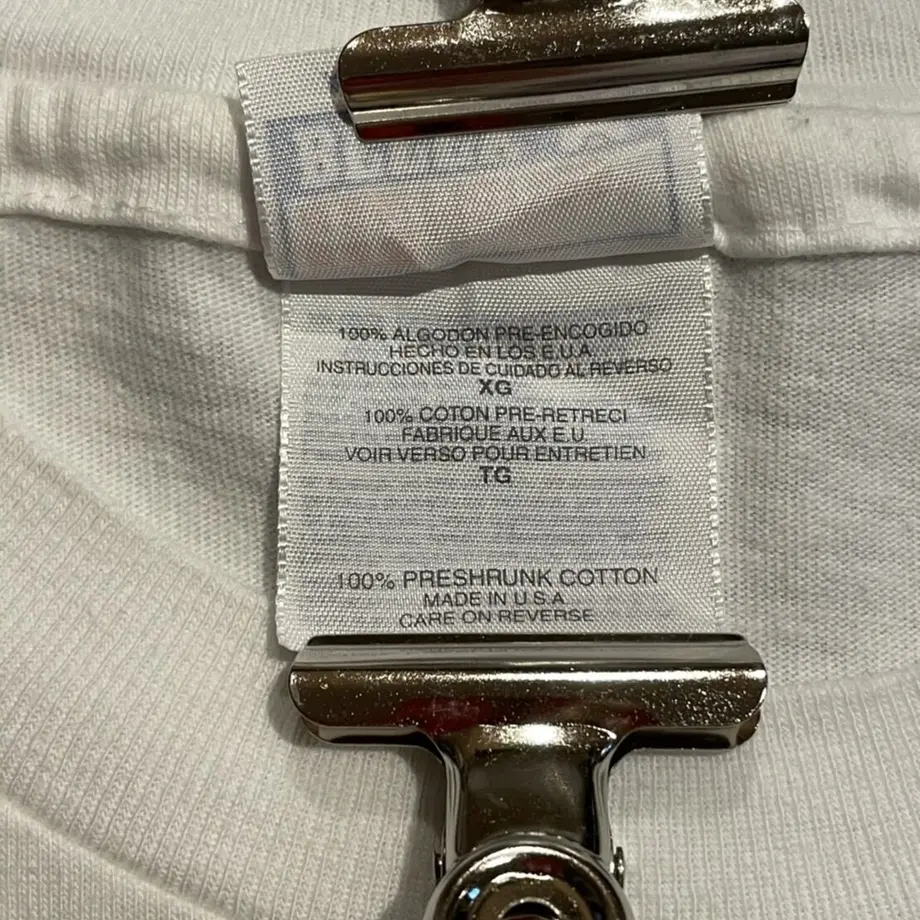 100% ALGODON PRE-ENCOGIDO
HECHO EN LOS E.U.A.
INSTRUCCIONES DE CUIDADO AL REVERSO
XG
100% COTON PRE-RETRECI
FABRIQUE AUX E.U.
VOIR VERSO POUR ENTRETIEN
TG
100% PRESHRUNK COTTON
MADE IN U.S.A.
CARE ON REVERSE